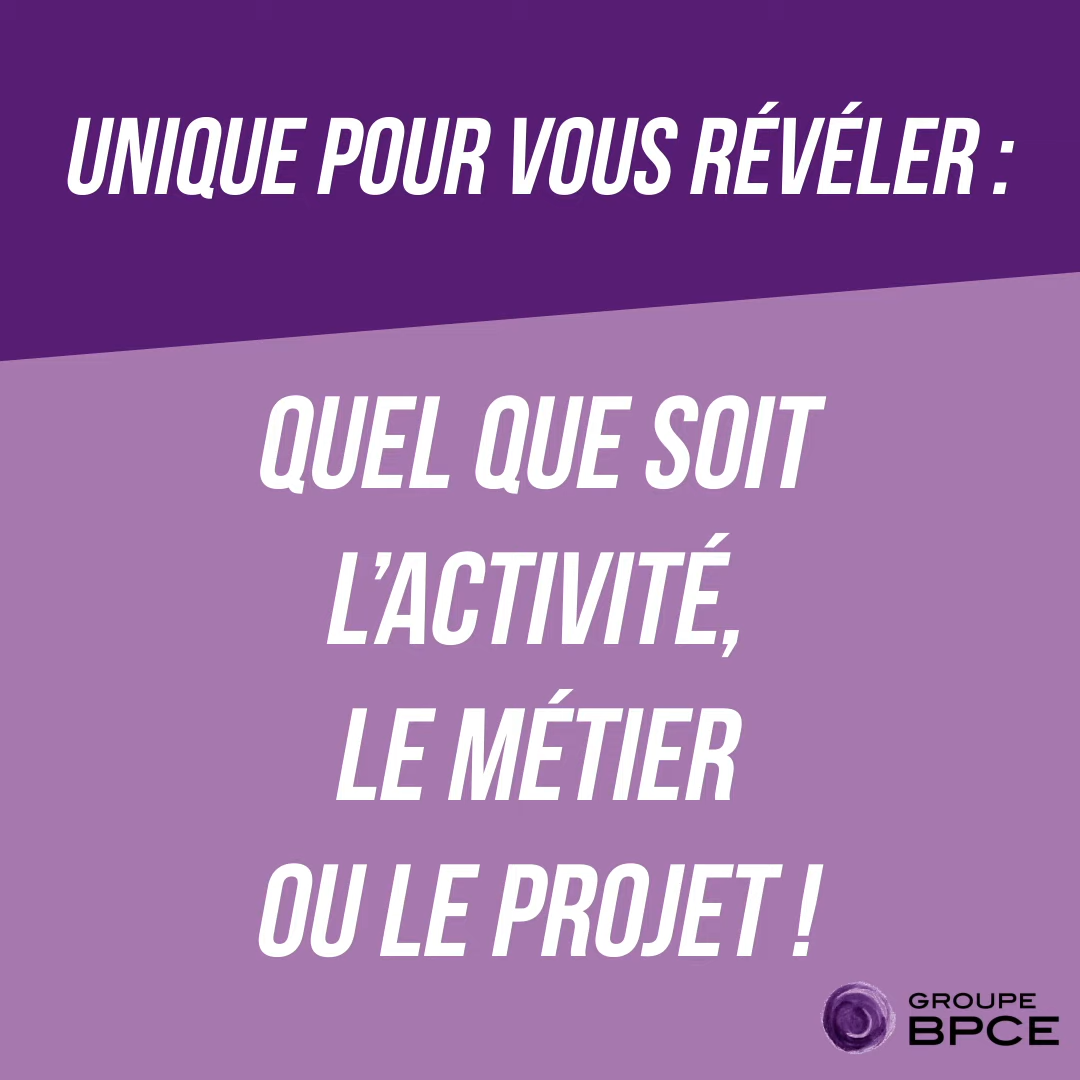 UNIQUE POUR VOUS RÉVÉLER :
QUEL QUE SOIT
L’ACTIVITÉ,
LE MÉTIER
OU LE PROJET !
GROUPE
BPCE